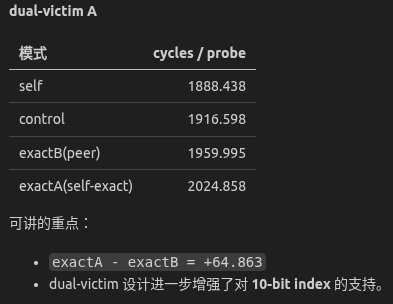 dual-victim A
模式 cycles / probe
self 1888.438
control 1916.598
exactB(peer) 1959.995
exactA(self-exact) 2024.858
可讲的重点：
• exactA - exactB = +64.863
• dual-victim 设计进一步增强了对 10-bit index 的支持。